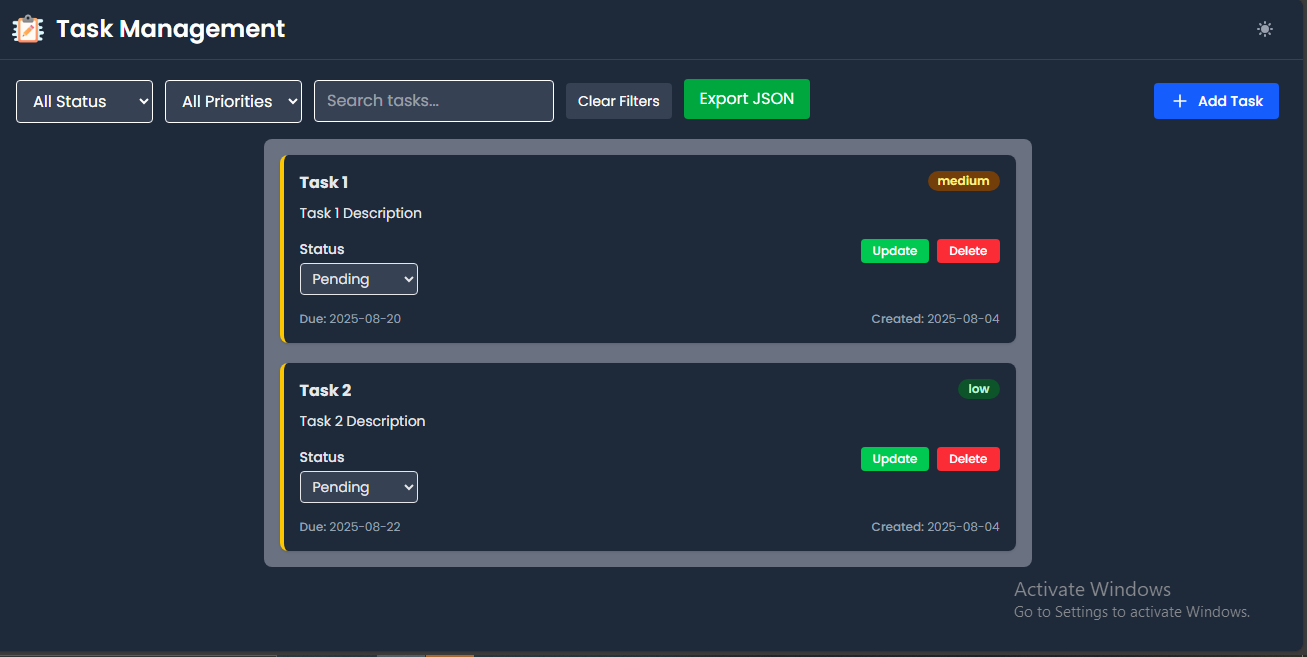 Task Management
All Status All Priorities Search tasks... Clear Filters Export JSON + Add Task
Task 1 medium
Task 1 Description
Status Update Delete
Pending
Due: 2025-08-20 Created: 2025-08-04
Task 2 low
Task 2 Description
Status Update Delete
Pending
Due: 2025-08-22 Created: 2025-08-04
Activate Windows
Go to Settings to activate Windows.